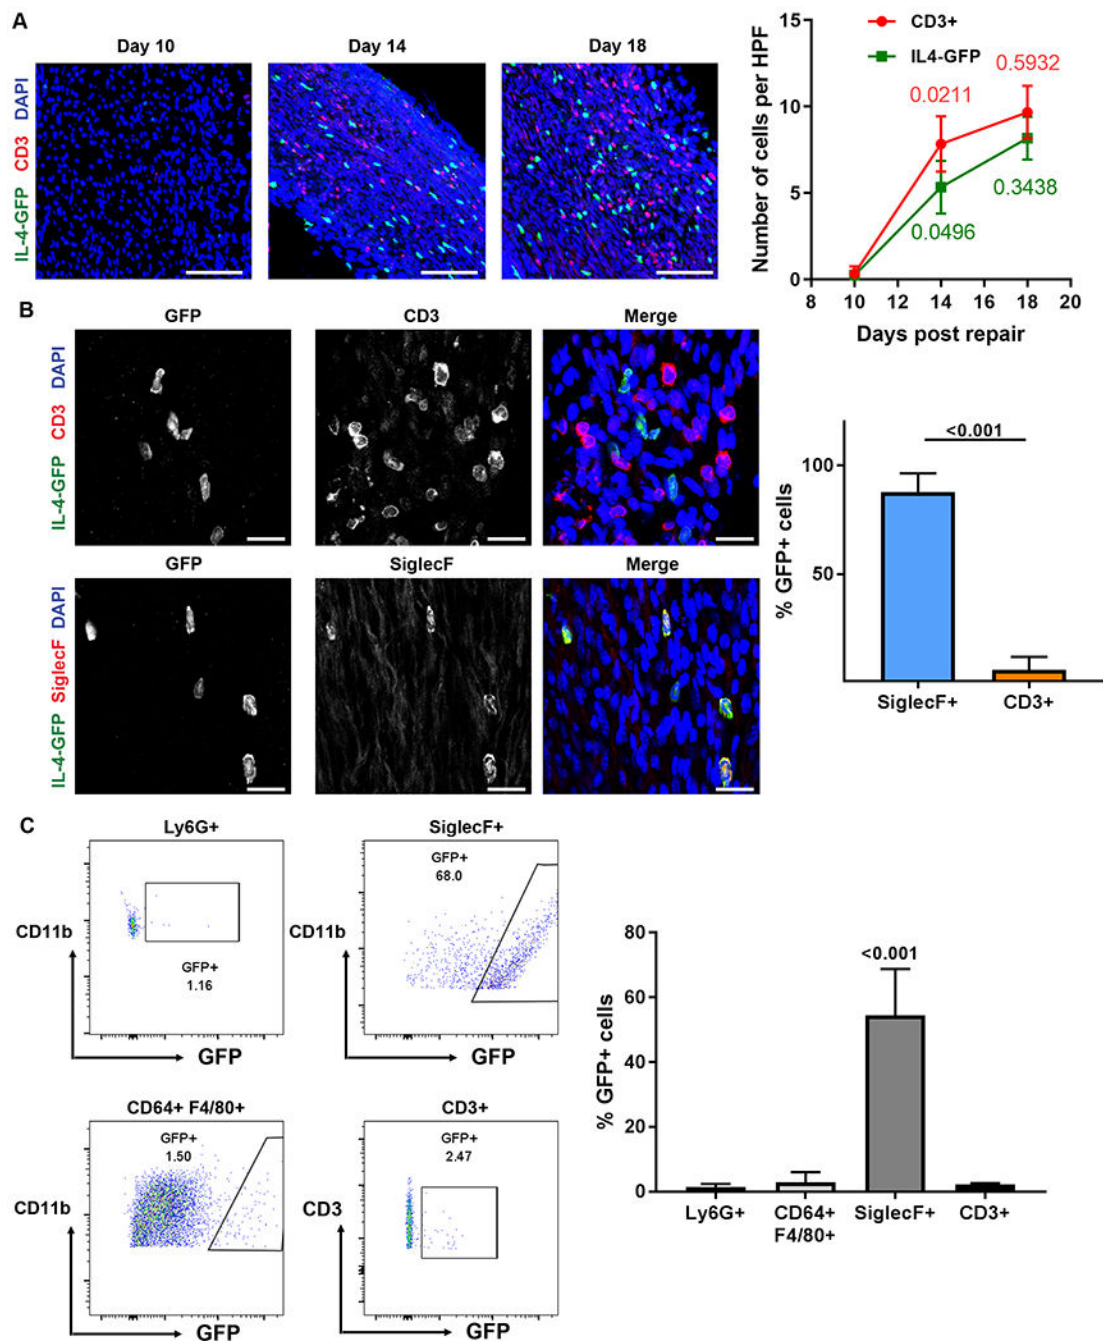 A
Day 10
Day 14
Day 18
IL-4-GFP CD3 DAPI
Number of cells per HPF
15
10
5
0
CD3+
IL4-GFP
0.0211
0.5932
0.0496
0.3438
8 10 12 14 16 18 20
Days post repair
B
GFP
CD3
Merge
IL-4-GFP CD3 DAPI
GFP
SiglecF
Merge
IL-4-GFP SiglecF DAPI
% GFP+ cells
100
50
<0.001
SiglecF+
CD3+
C
Ly6G+
CD11b
GFP+
1.16
GFP
SiglecF+
CD11b
GFP+
68.0
GFP
CD64+ F4/80+
CD11b
GFP+
1.50
GFP
CD3+
CD3
GFP+
2.47
GFP
% GFP+ cells
80
60
40
20
0
<0.001
Ly6G+
CD64+
F4/80+
SiglecF+
CD3+